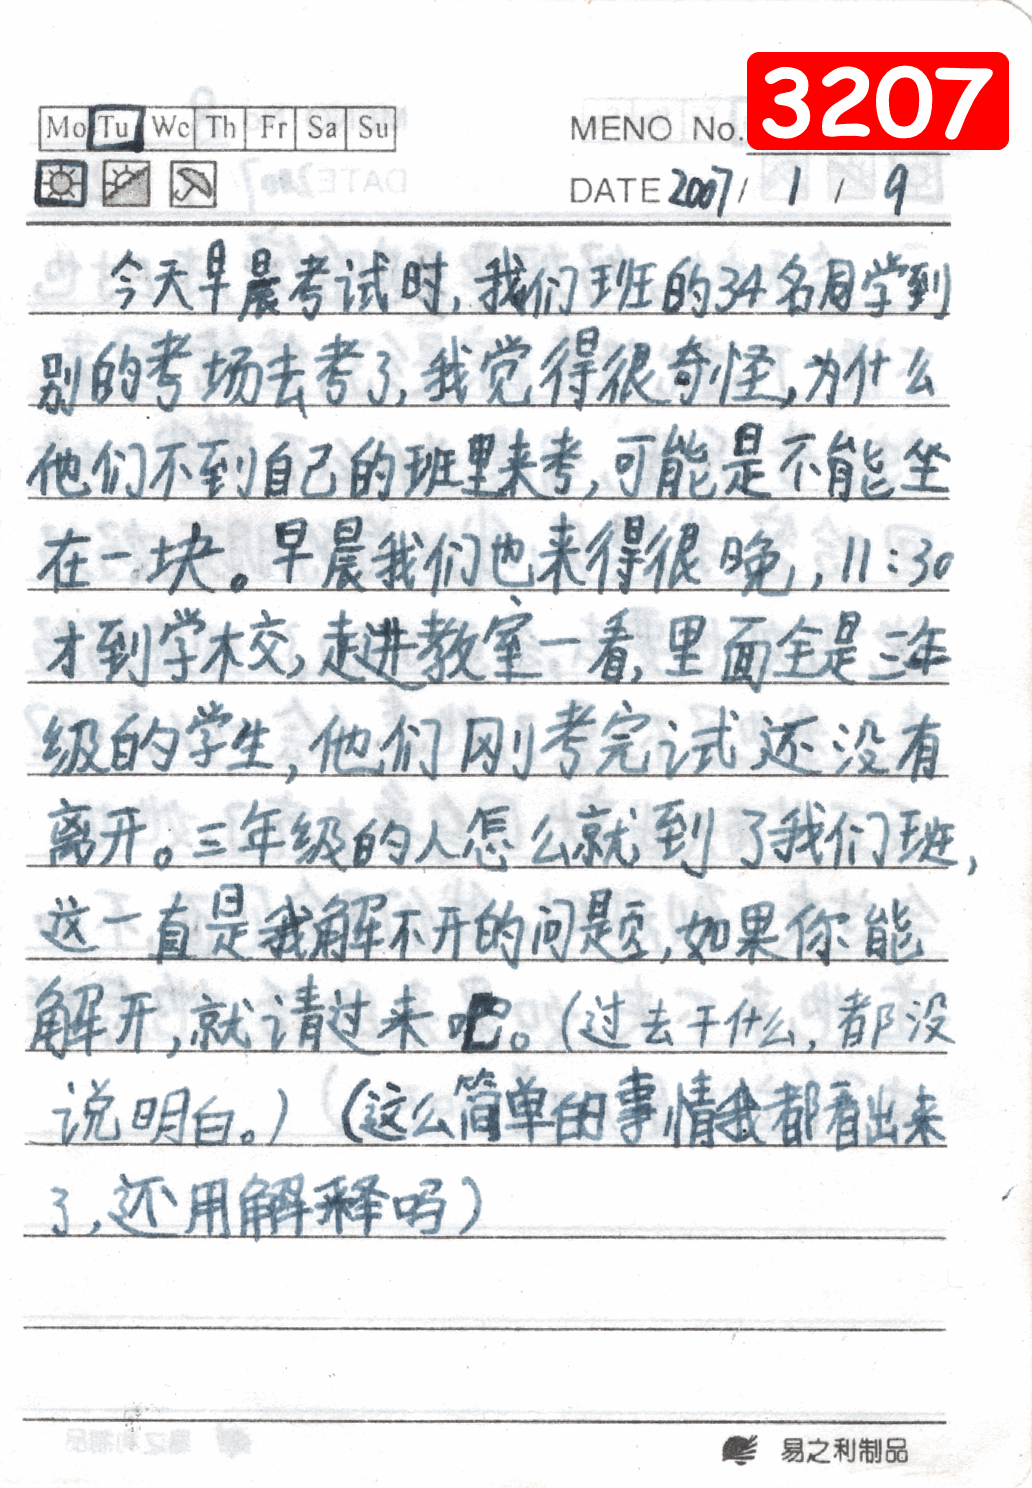 3207
Mo Tu We Th Fr Sa Su
MENO No.
DATE 2007 / 1 / 9
今天早晨考试时,我们班的34名同学到
别的考场去考了,我觉得很奇怪,为什么
他们不到自己的班里来考,可能是不能坐
在一块。早晨我们也来得很晚,11:30
才到学校,走进教室一看,里面全是三年
级的学生,他们刚考完试还没有
离开。三年级的人怎么就到了我们班,
这一直是我解不开的问题,如果你能
解开,就请过来吧。(过去干什么,都没
说明白。)(这么简单的事情我都看出来
了,还用解释吗)
易之利制品